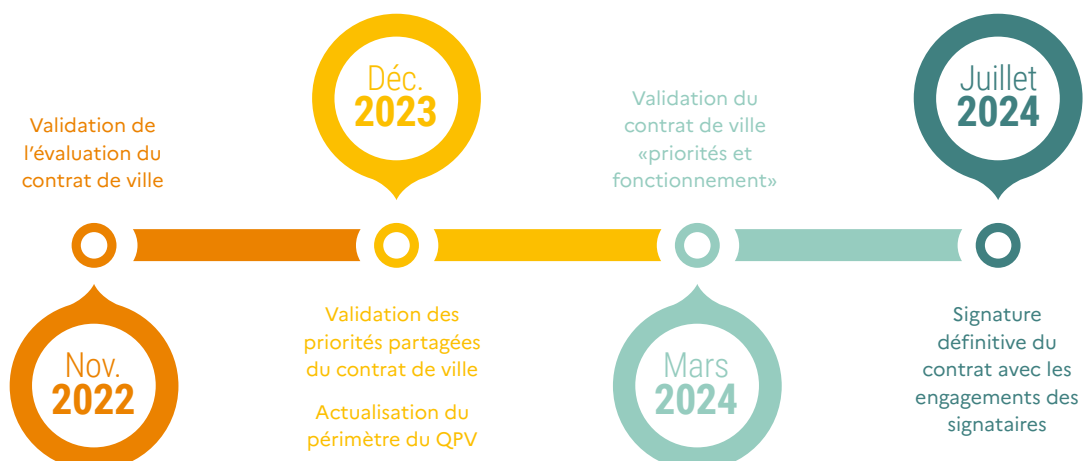 Validation de
l'évaluation du
contrat de ville
Nov.
2022
Déc.
2023
Validation des
priorités partagées
du contrat de ville
Actualisation du
périmètre du QPV
Validation du
contrat de ville
«priorités et
fonctionnement»
Mars
2024
Juillet
2024
Signature
définitive du
contrat avec les
engagements des
signataires